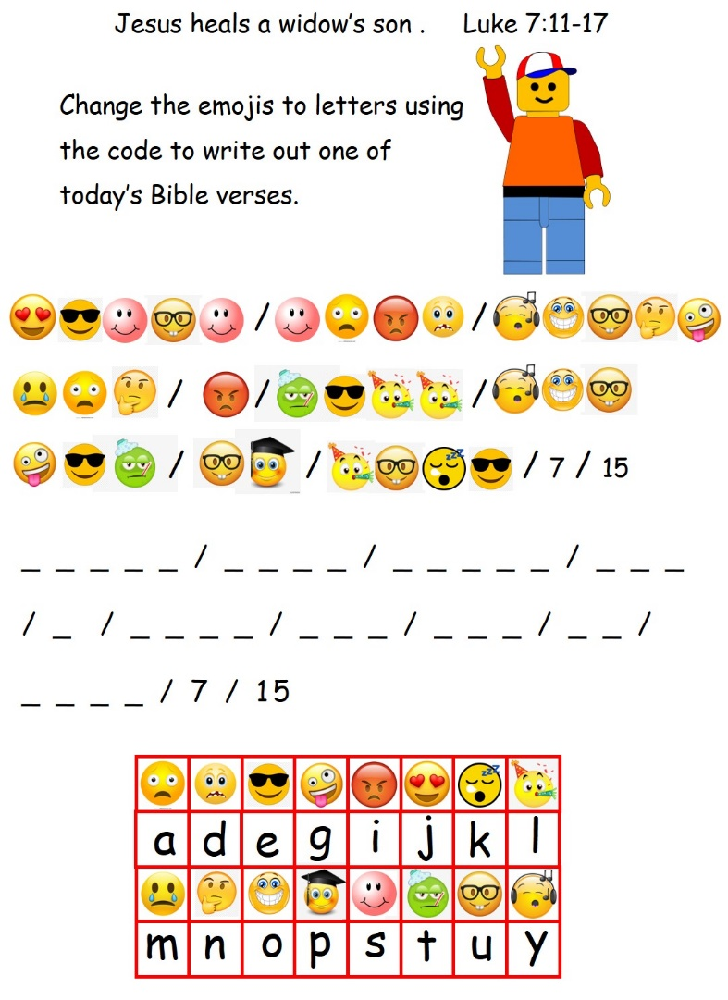 Jesus heals a widow's son . Luke 7:11-17
Change the emojis to letters using
the code to write out one of
today's Bible verses.
/ / 
/ / /
/ / / 7 / 15
_ _ _ _ _ / _ _ _ _ / _ _ _ _ _ / _ _ _
/ _ / _ _ _ _ / _ _ _ / _ _ _ / _ _ /
_ _ _ _ / 7 / 15
a d e g i j k l
m n o p s t u y